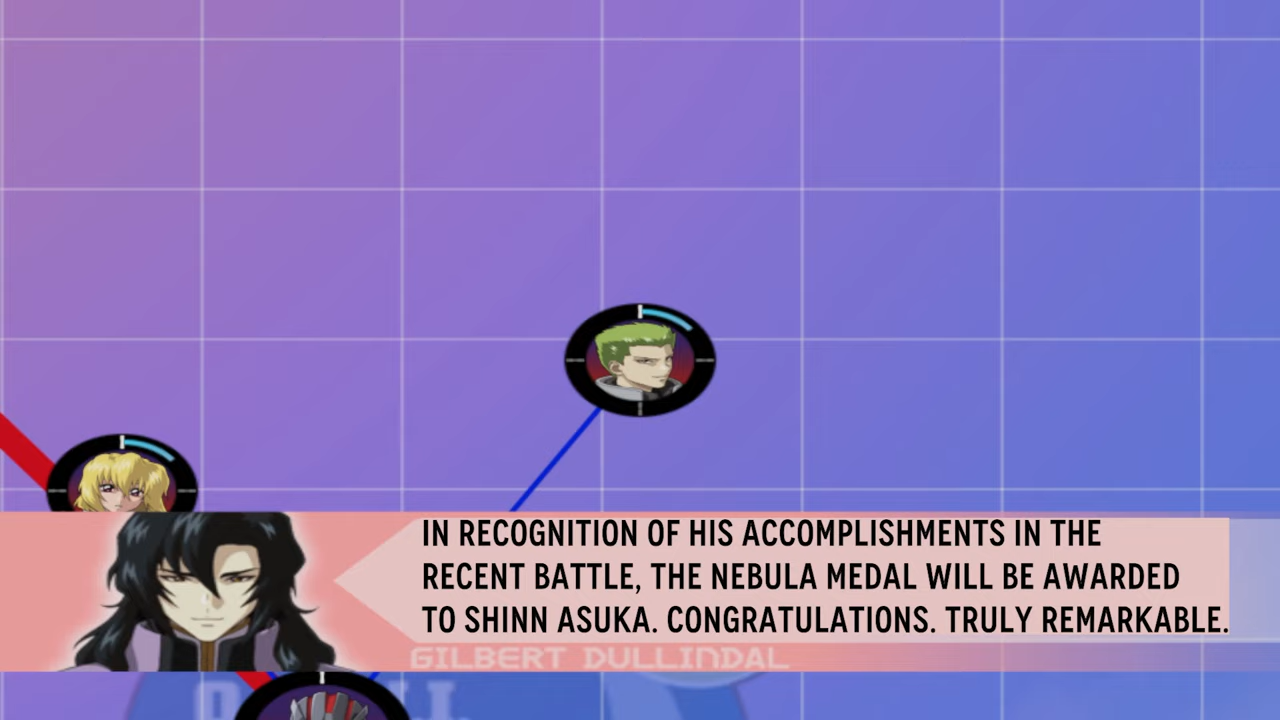 IN RECOGNITION OF HIS ACCOMPLISHMENTS IN THE
RECENT BATTLE, THE NEBULA MEDAL WILL BE AWARDED
TO SHINN ASUKA. CONGRATULATIONS. TRULY REMARKABLE.
GILBERT DULLINDAL